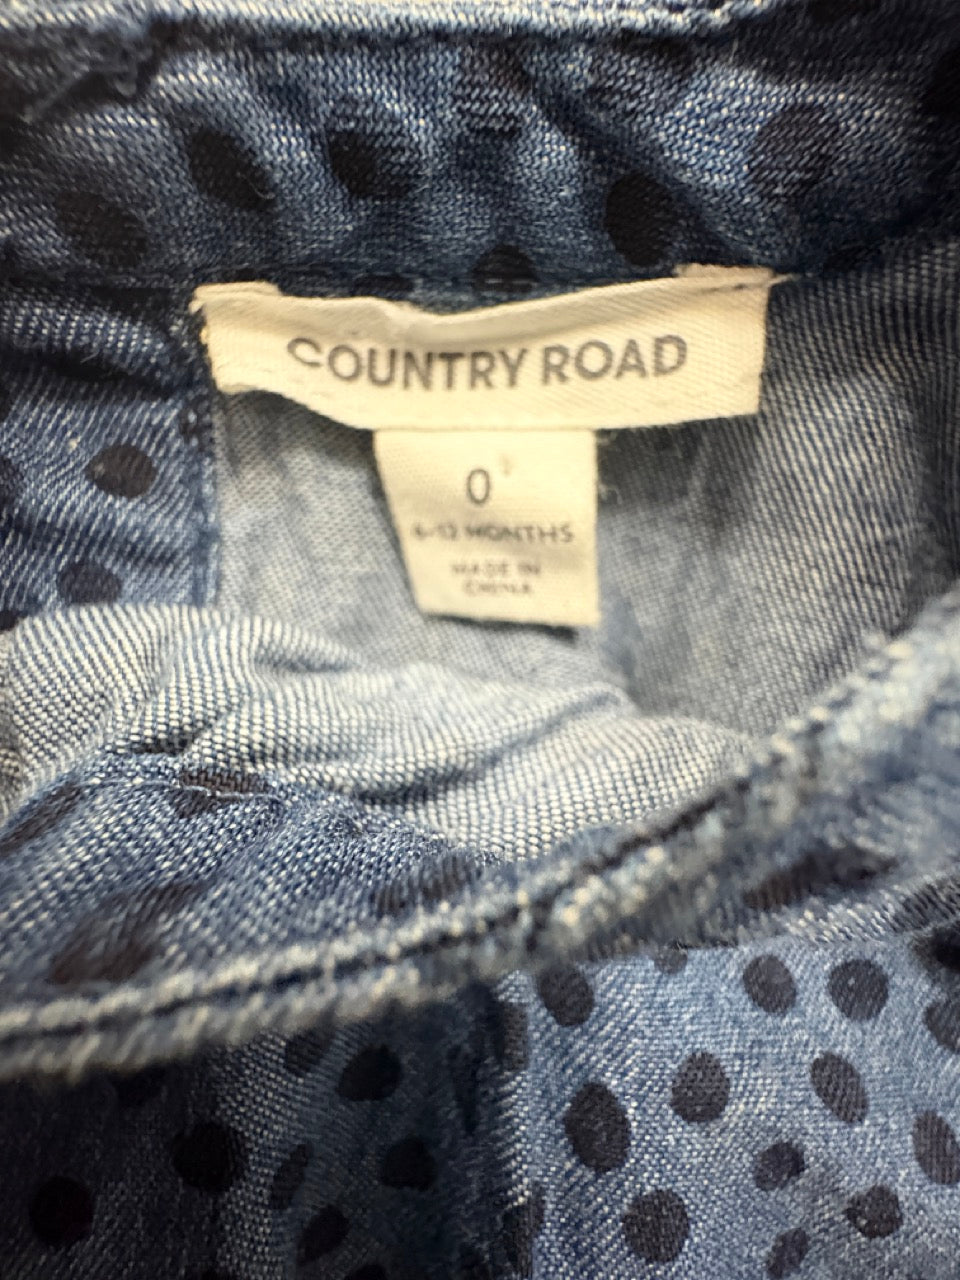 COUNTRY ROAD
0
6-12 MONTHS
MADE IN
CHINA